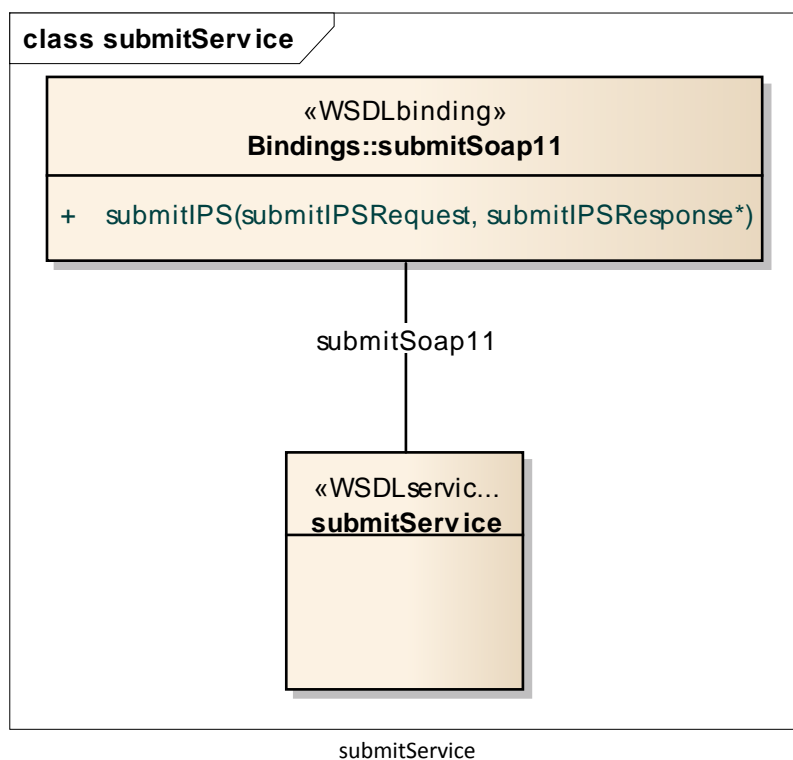 class submitService
«WSDLbinding»
Bindings::submitSoap11
+ submitIPS(submitIPSRequest, submitIPSResponse*)
submitSoap11
«WSDLservic...
submitService
submitService